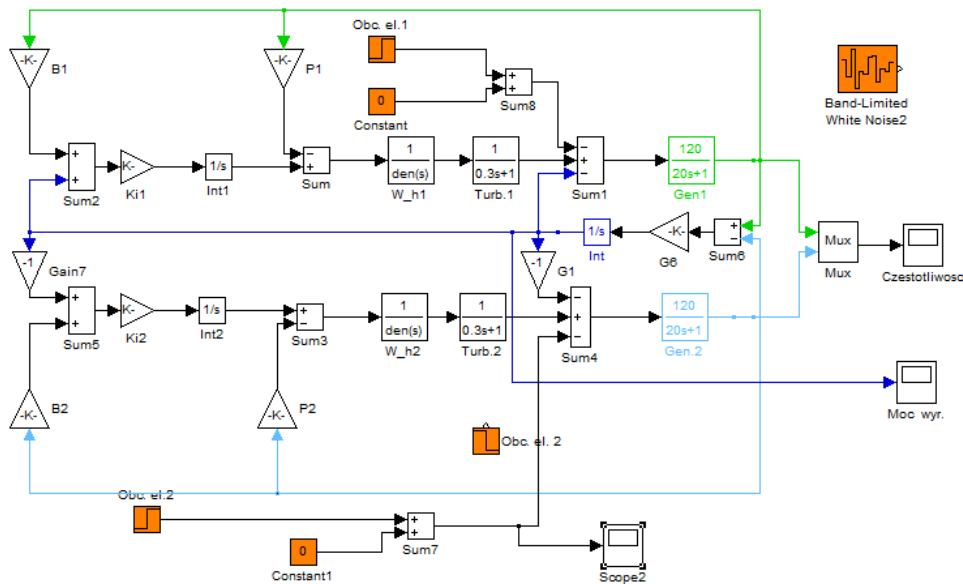 Obc. el.1
-K-
B1
-K-
P1
+
+
Sum8
Band-Limited
White Noise2
0
Constant
+
+
Sum2
K-
Ki1
1/s
Int1
−
+
Sum
1
den(s)
W_h1
1
0.3s+1
Turb.1
−
+
−
Sum1
120
20s+1
Gen1
-1
Gain7
-1
G1
1/s
Int
-K-
G6
+
−
Sum6
Mux
Mux
Czestotliwosc
+
+
Sum5
K-
Ki2
1/s
Int2
+
−
Sum3
1
den(s)
W_h2
1
0.3s+1
Turb.2
−
+
−
Sum4
120
20s+1
Gen.2
-K-
B2
-K-
P2
Moc wyr.
Obc. el. 2
Obc. el.2
+
+
Sum7
0
Constant1
Scope2